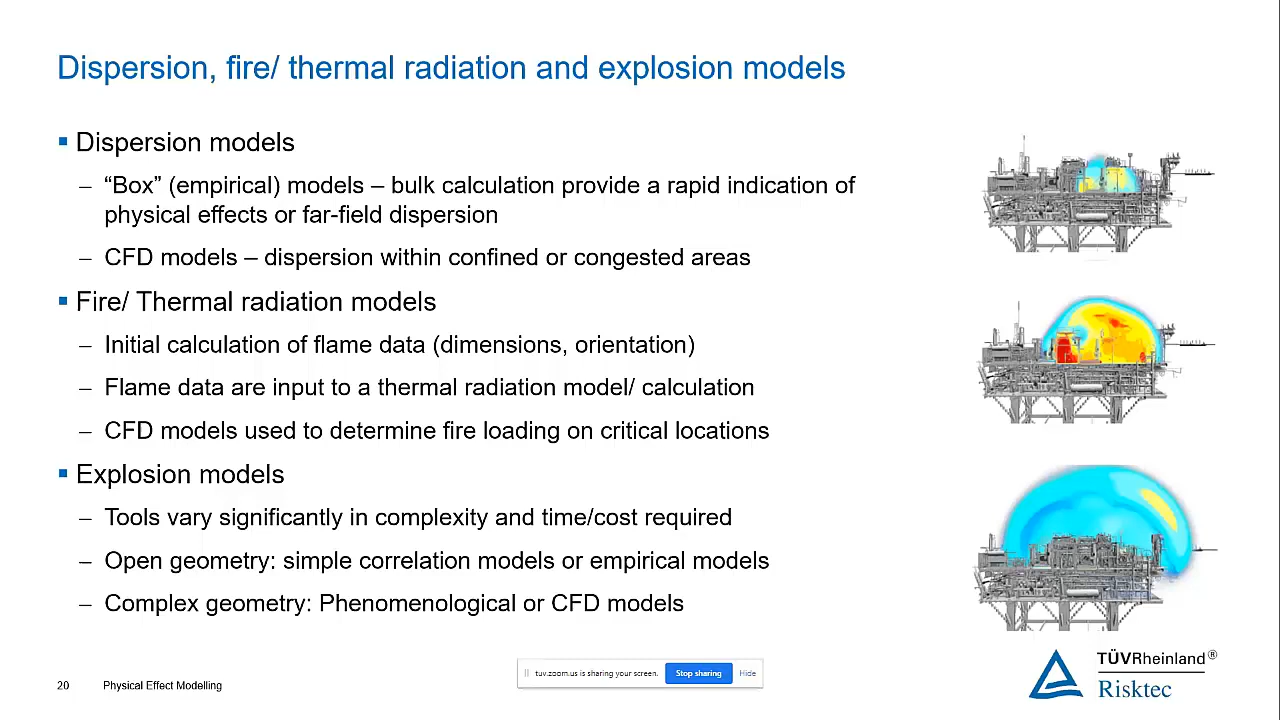 Dispersion, fire/ thermal radiation and explosion models
▪ Dispersion models
– “Box” (empirical) models – bulk calculation provide a rapid indication of
physical effects or far-field dispersion
– CFD models – dispersion within confined or congested areas
▪ Fire/ Thermal radiation models
– Initial calculation of flame data (dimensions, orientation)
– Flame data are input to a thermal radiation model/ calculation
– CFD models used to determine fire loading on critical locations
▪ Explosion models
– Tools vary significantly in complexity and time/cost required
– Open geometry: simple correlation models or empirical models
– Complex geometry: Phenomenological or CFD models
20 Physical Effect Modelling
tuv.zoom.us is sharing your screen. Stop sharing Hide
TÜVRheinland®
Risktec